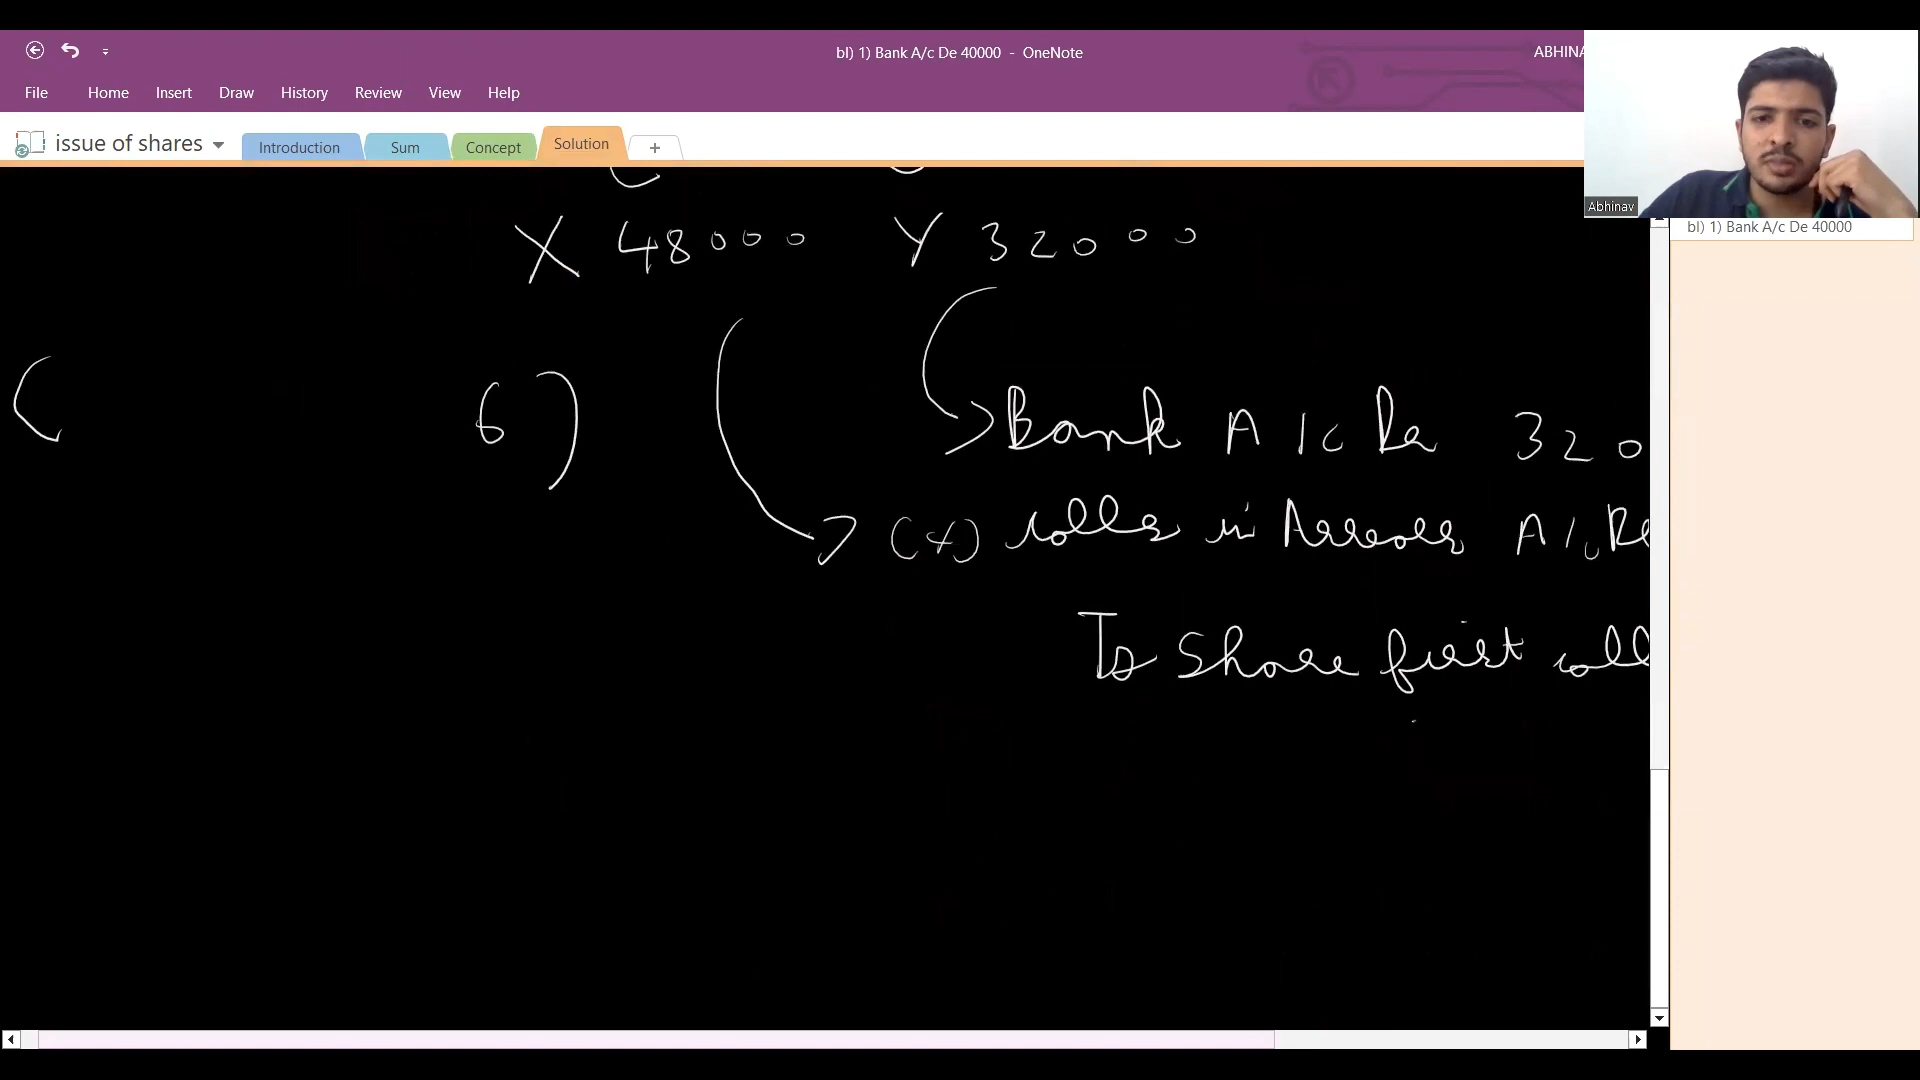 bI) 1) Bank A/c De 40000 - OneNote
ABHINA
File Home Insert Draw History Review View Help
issue of shares Introduction Sum Concept Solution +
Abhinav
bI) 1) Bank A/c De 40000
X 48000 Y 32000
( 6)
Bank A/c De 320
(+) calls in Arrears A/c De
To Share first call